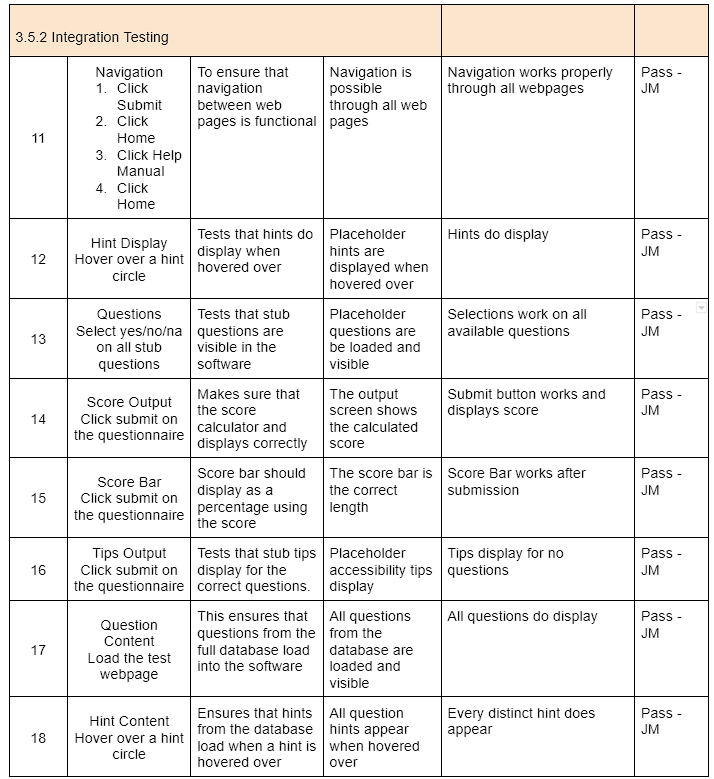 3.5.2 Integration Testing
11
Navigation
1. Click
Submit
2. Click
Home
3. Click Help
Manual
4. Click
Home
To ensure that
navigation
between web
pages is functional
Navigation is
possible
through all web
pages
Navigation works properly
through all webpages
Pass -
JM
12
Hint Display
Hover over a hint
circle
Tests that hints do
display when
hovered over
Placeholder
hints are
displayed when
hovered over
Hints do display
Pass -
JM
13
Questions
Select yes/no/na
on all stub
questions
Tests that stub
questions are
visible in the
software
Placeholder
questions are
be loaded and
visible
Selections work on all
available questions
Pass -
JM
14
Score Output
Click submit on
the questionnaire
Makes sure that
the score
calculator and
displays correctly
The output
screen shows
the calculated
score
Submit button works and
displays score
Pass -
JM
15
Score Bar
Click submit on
the questionnaire
Score bar should
display as a
percentage using
the score
The score bar is
the correct
length
Score Bar works after
submission
Pass -
JM
16
Tips Output
Click submit on
the questionnaire
Tests that stub tips
display for the
correct questions.
Placeholder
accessibility tips
display
Tips display for no
questions
Pass -
JM
17
Question
Content
Load the test
webpage
This ensures that
questions from the
full database load
into the software
All questions
from the
database are
loaded and
visible
All questions do display
Pass -
JM
18
Hint Content
Hover over a hint
circle
Ensures that hints
from the database
load when a hint is
hovered over
All question
hints appear
when hovered
over
Every distinct hint does
appear
Pass -
JM